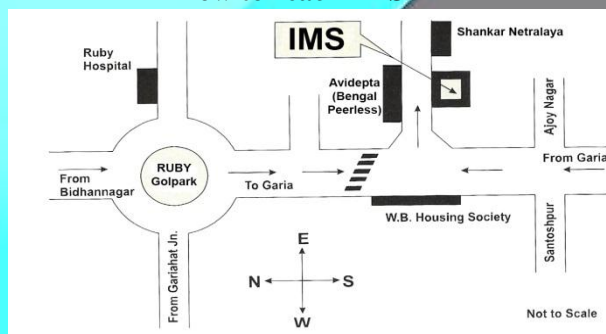 IMS
Shankar Netralaya
Ruby
Hospital
Avidepta
(Bengal
Peerless)
Ajoy Nagar
From
Bidhannagar
RUBY
Golpark
To Garia
From Garia
W.B. Housing Society
Santoshpur
From Gariahat Jn.
E
N
S
W
Not to Scale